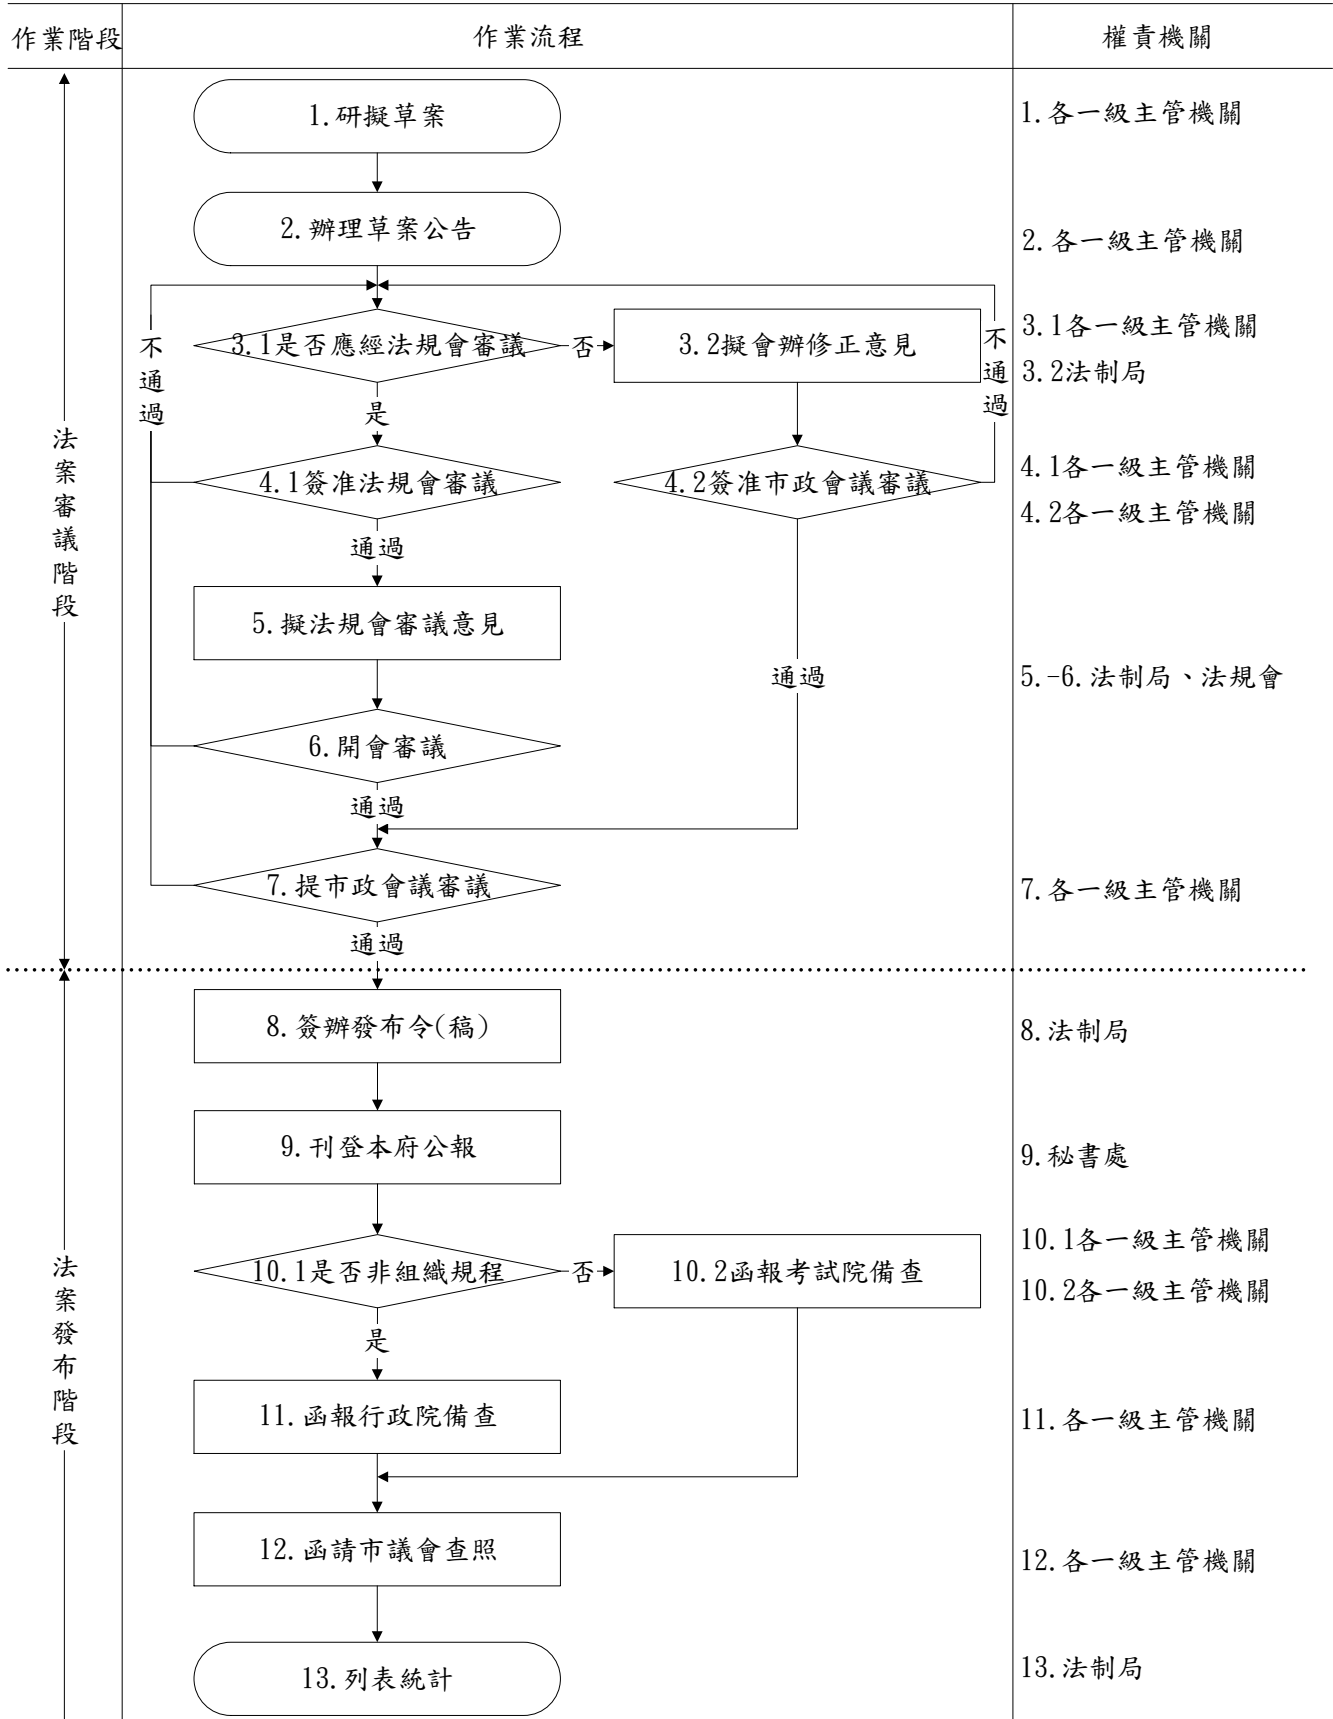 作業階段
作業流程
權責機關
1.研擬草案
1.各一級主管機關
2.辦理草案公告
2.各一級主管機關
3.1是否應經法規會審議
否
3.2擬會辦修正意見
不通過
不通過
3.1各一級主管機關
3.2法制局
是
4.1簽准法規會審議
4.2簽准市政會議審議
4.1各一級主管機關
4.2各一級主管機關
法案審議階段
通過
5.擬法規會審議意見
通過
5.-6.法制局、法規會
6.開會審議
通過
7.提市政會議審議
7.各一級主管機關
通過
8.簽辦發布令(稿)
8.法制局
9.刊登本府公報
9.秘書處
10.1是否非組織規程
否
10.2函報考試院備查
10.1各一級主管機關
10.2各一級主管機關
法案發布階段
是
11.函報行政院備查
11.各一級主管機關
12.函請市議會查照
12.各一級主管機關
13.列表統計
13.法制局